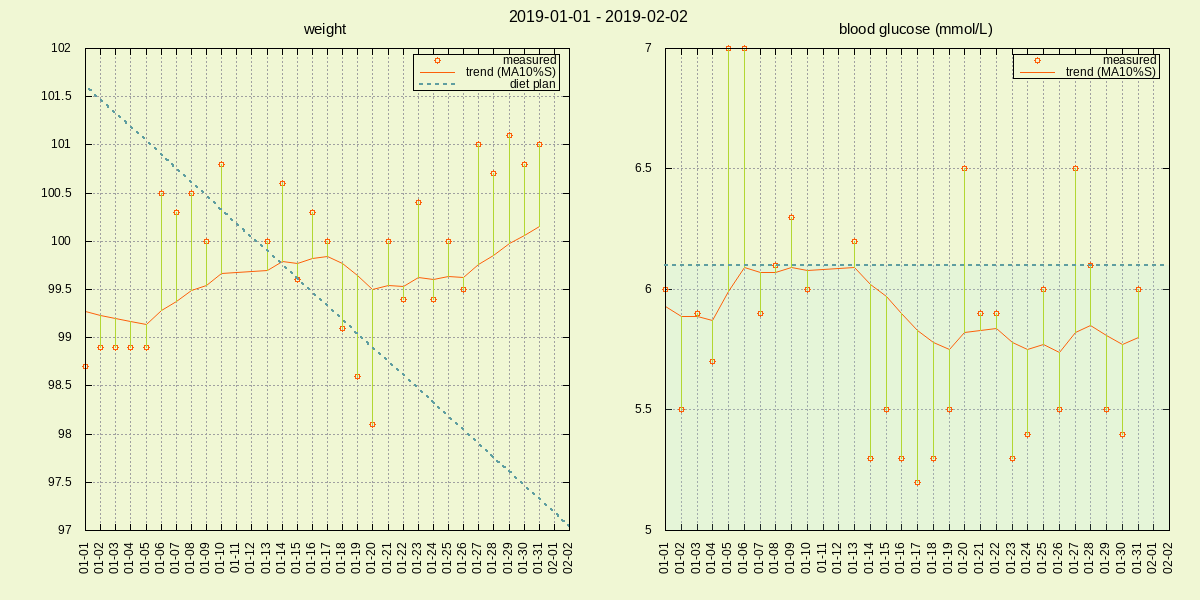 2019-01-01 - 2019-02-02
weight
102
101.5
101
100.5
100
99.5
99
98.5
98
97.5
97
measured
trend (MA10%S)
diet plan
01-01 01-02 01-03 01-04 01-05 01-06 01-07 01-08 01-09 01-10 01-11 01-12 01-13 01-14 01-15 01-16 01-17 01-18 01-19 01-20 01-21 01-22 01-23 01-24 01-25 01-26 01-27 01-28 01-29 01-30 01-31 02-01 02-02
blood glucose (mmol/L)
7
6.5
6
5.5
5
measured
trend (MA10%S)
01-01 01-02 01-03 01-04 01-05 01-06 01-07 01-08 01-09 01-10 01-11 01-12 01-13 01-14 01-15 01-16 01-17 01-18 01-19 01-20 01-21 01-22 01-23 01-24 01-25 01-26 01-27 01-28 01-29 01-30 01-31 02-01 02-02